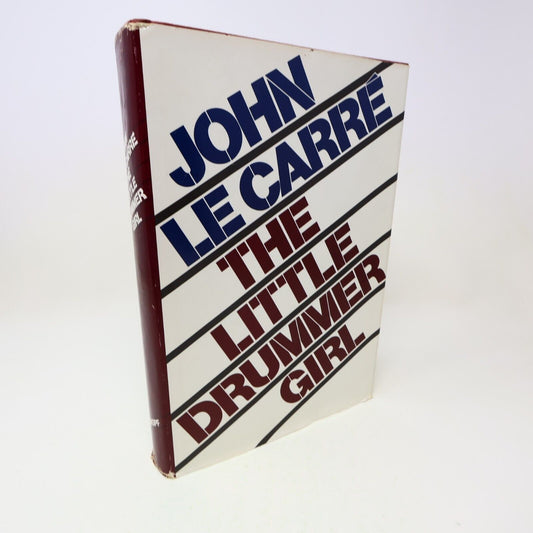 JOHN
LE CARRÉ
THE
LITTLE
DRUMMER
GIRL